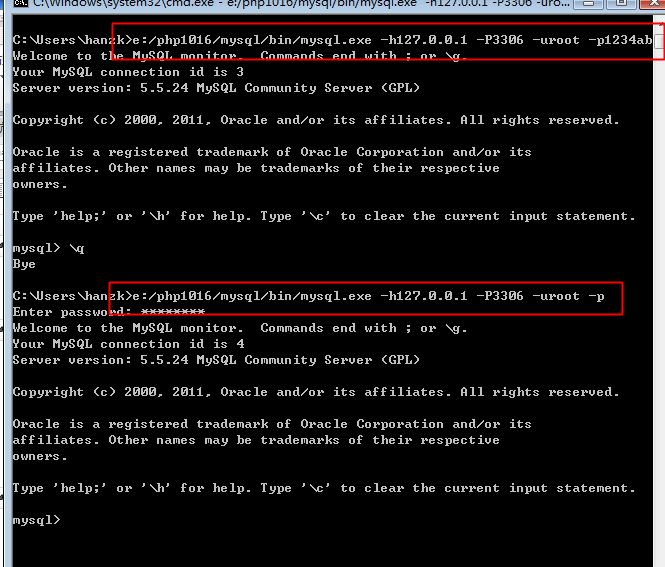 C:\Windows\system32\cmd.exe - e:/php1016/mysql/bin/mysql.exe -h127.0.0.1 -P3306 -uro...
C:\Users\hanzk>e:/php1016/mysql/bin/mysql.exe -h127.0.0.1 -P3306 -uroot -p1234ab
Welcome to the MySQL monitor.  Commands end with ; or \g.
Your MySQL connection id is 3
Server version: 5.5.24 MySQL Community Server (GPL)
Copyright (c) 2000, 2011, Oracle and/or its affiliates. All rights reserved.
Oracle is a registered trademark of Oracle Corporation and/or its
affiliates. Other names may be trademarks of their respective
owners.
Type 'help;' or '\h' for help. Type '\c' to clear the current input statement.
mysql> \q
Bye
C:\Users\hanzk>e:/php1016/mysql/bin/mysql.exe -h127.0.0.1 -P3306 -uroot -p
Enter password: ********
Welcome to the MySQL monitor.  Commands end with ; or \g.
Your MySQL connection id is 4
Server version: 5.5.24 MySQL Community Server (GPL)
Copyright (c) 2000, 2011, Oracle and/or its affiliates. All rights reserved.
Oracle is a registered trademark of Oracle Corporation and/or its
affiliates. Other names may be trademarks of their respective
owners.
Type 'help;' or '\h' for help. Type '\c' to clear the current input statement.
mysql>